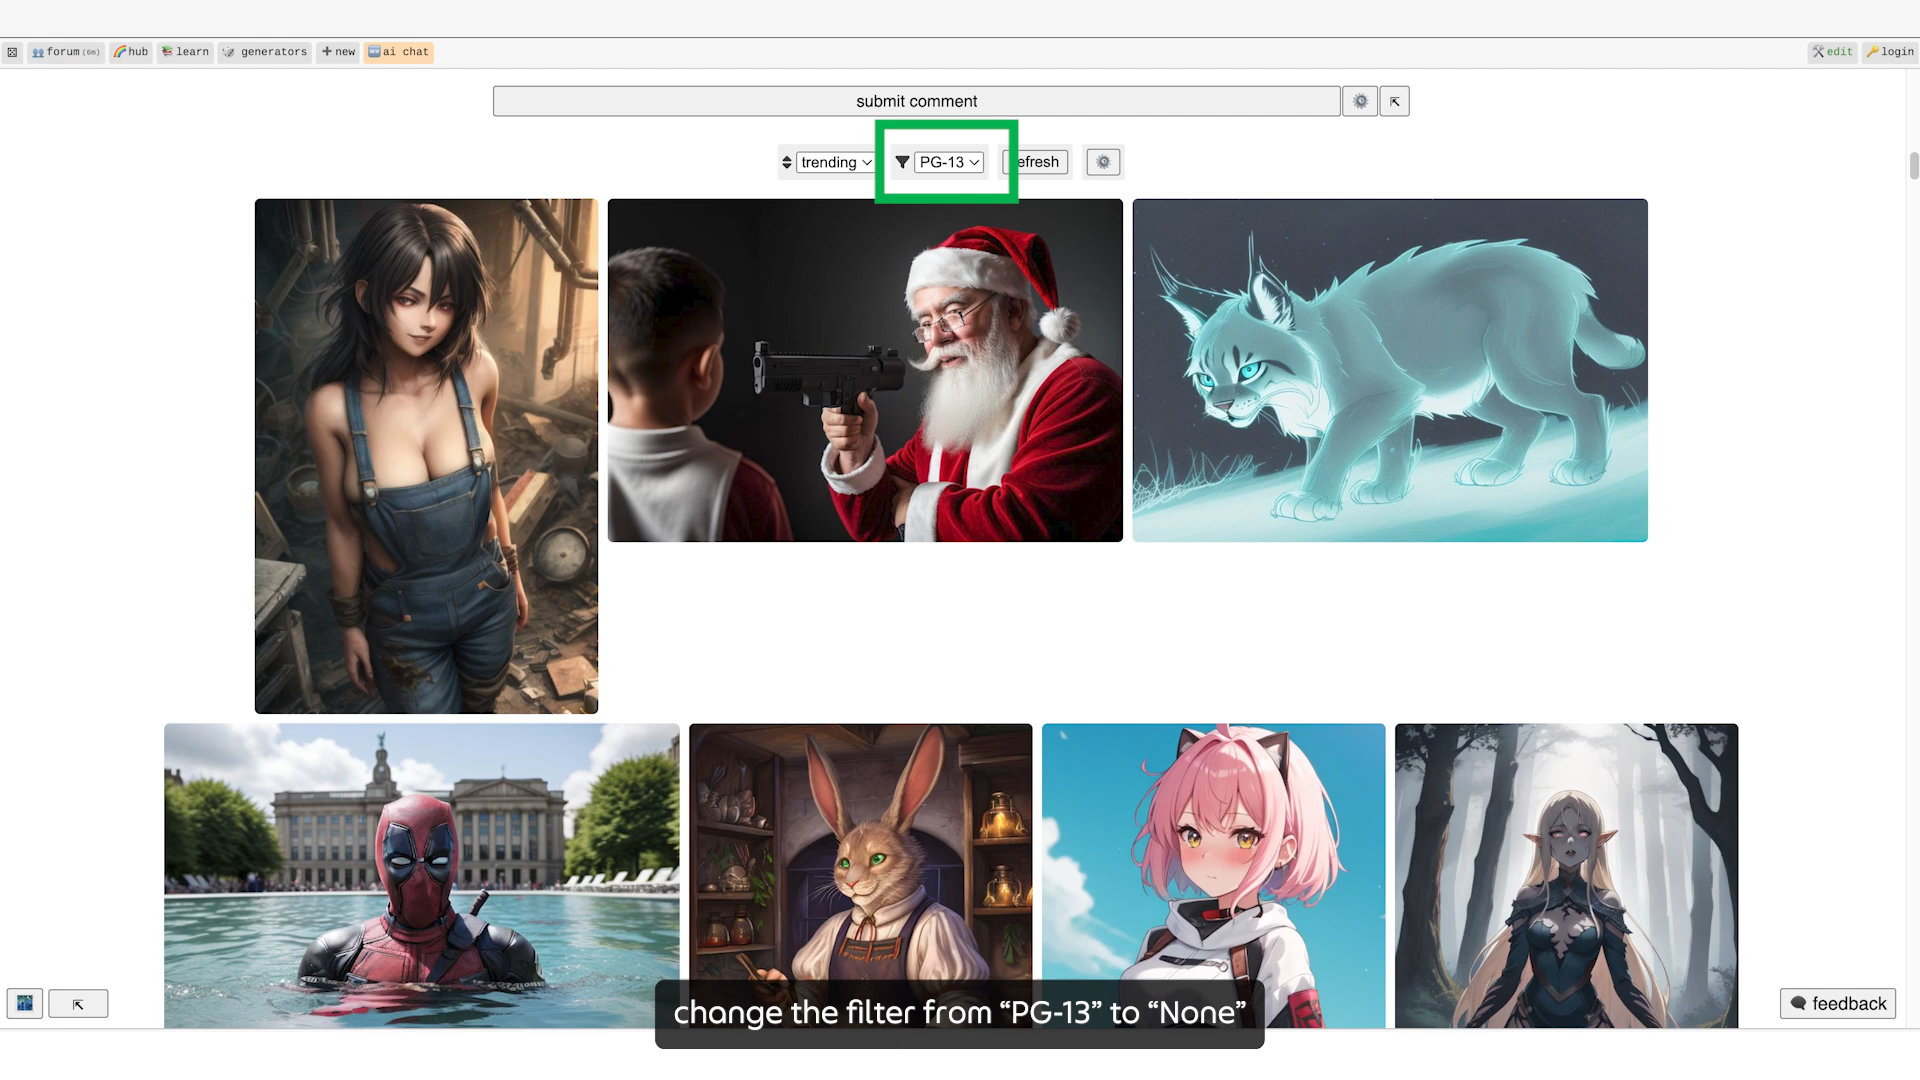 forum (6m) hub learn generators + new ai chat edit login
submit comment
trending PG-13 efresh
change the filter from “PG-13” to “None”
feedback